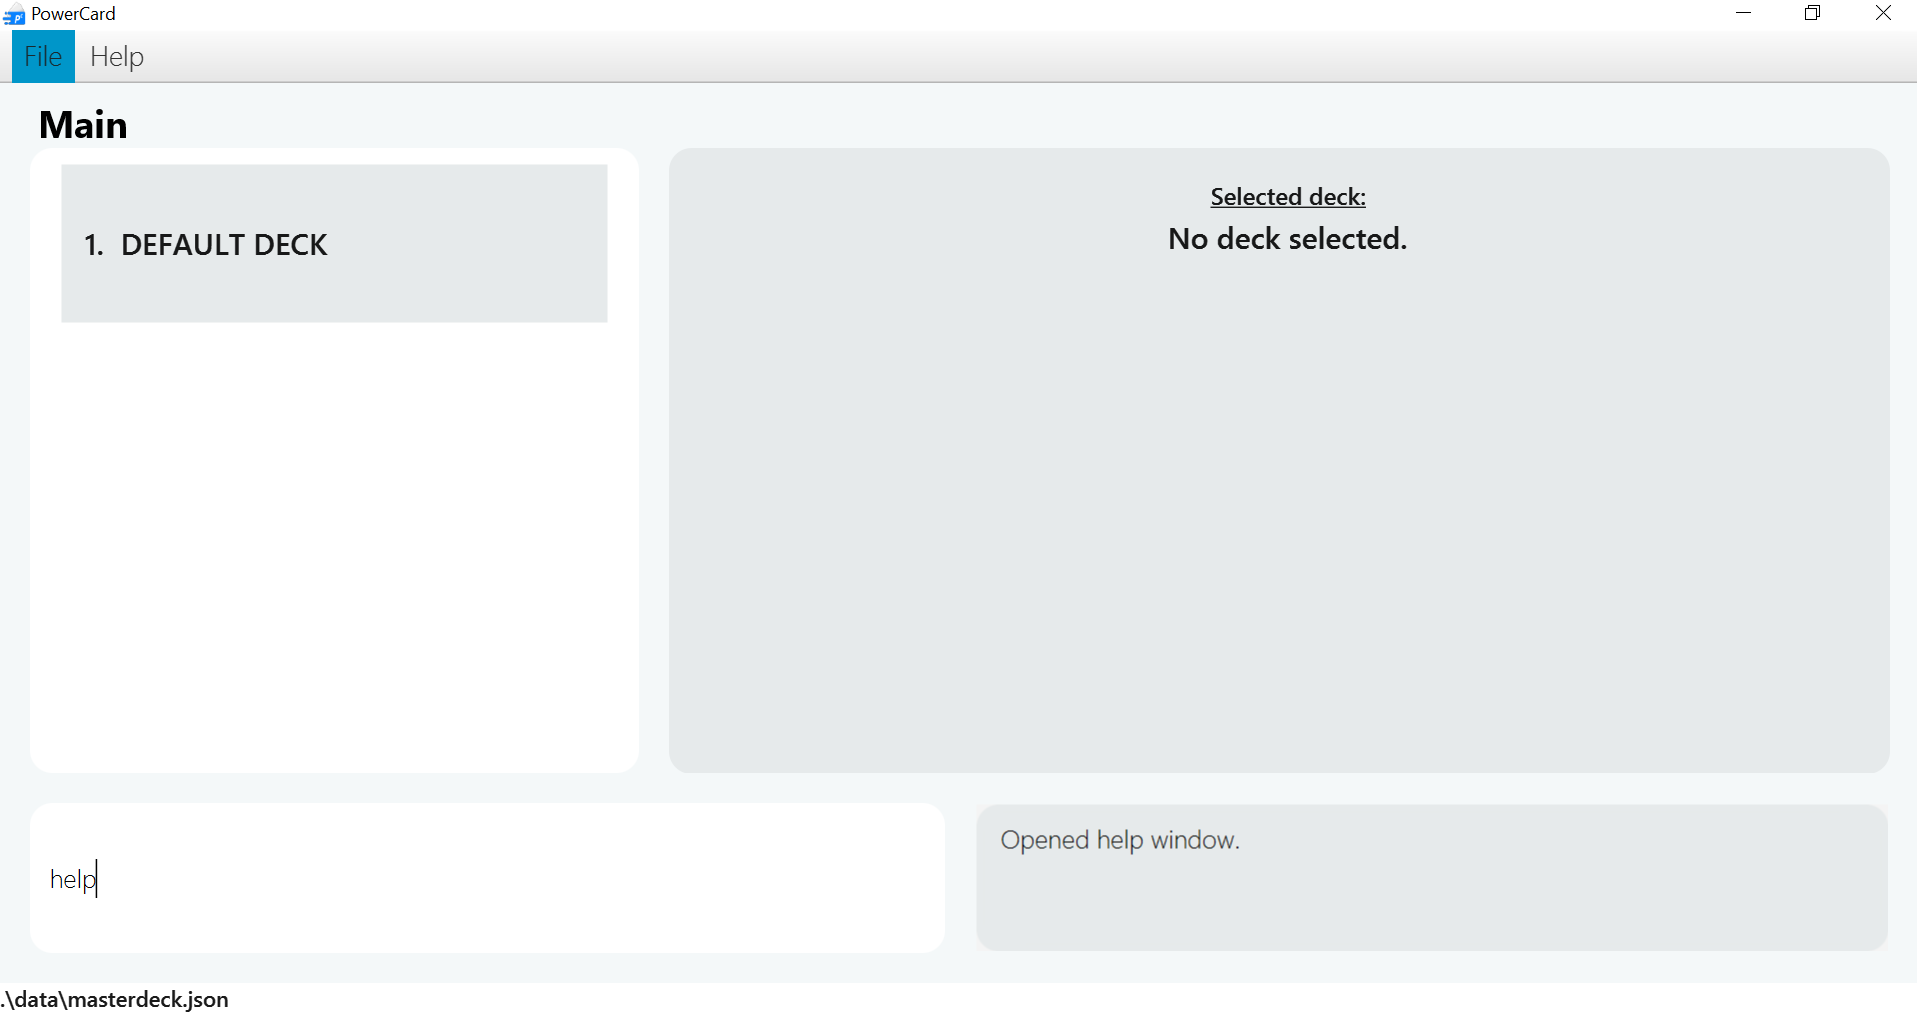 PowerCard
File Help
Main
1. DEFAULT DECK
Selected deck:
No deck selected.
help
Opened help window.
.\data\masterdeck.json